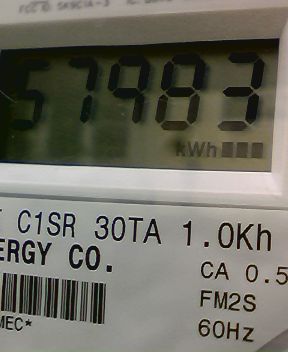 57983
kWh
C1SR 30TA 1.0Kh
ERGY CO.
CA 0.5
FM2S
MEC*
60Hz